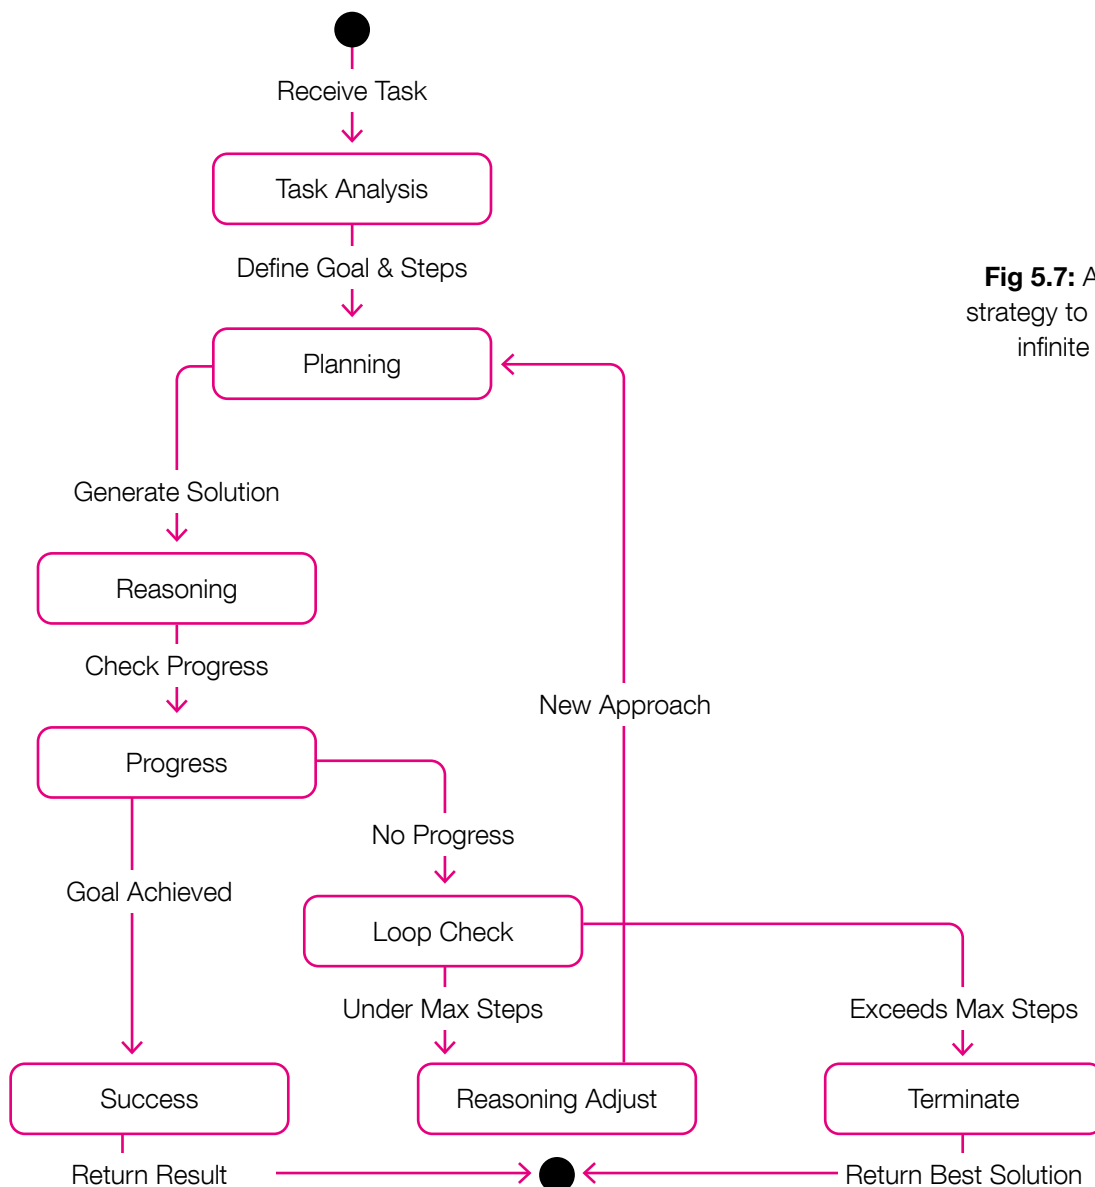 Receive Task
Task Analysis
Define Goal & Steps
Fig 5.7: A
strategy to
infinite
Planning
Generate Solution
Reasoning
Check Progress
New Approach
Progress
No Progress
Goal Achieved
Loop Check
Under Max Steps
Exceeds Max Steps
Success
Reasoning Adjust
Terminate
Return Result
Return Best Solution